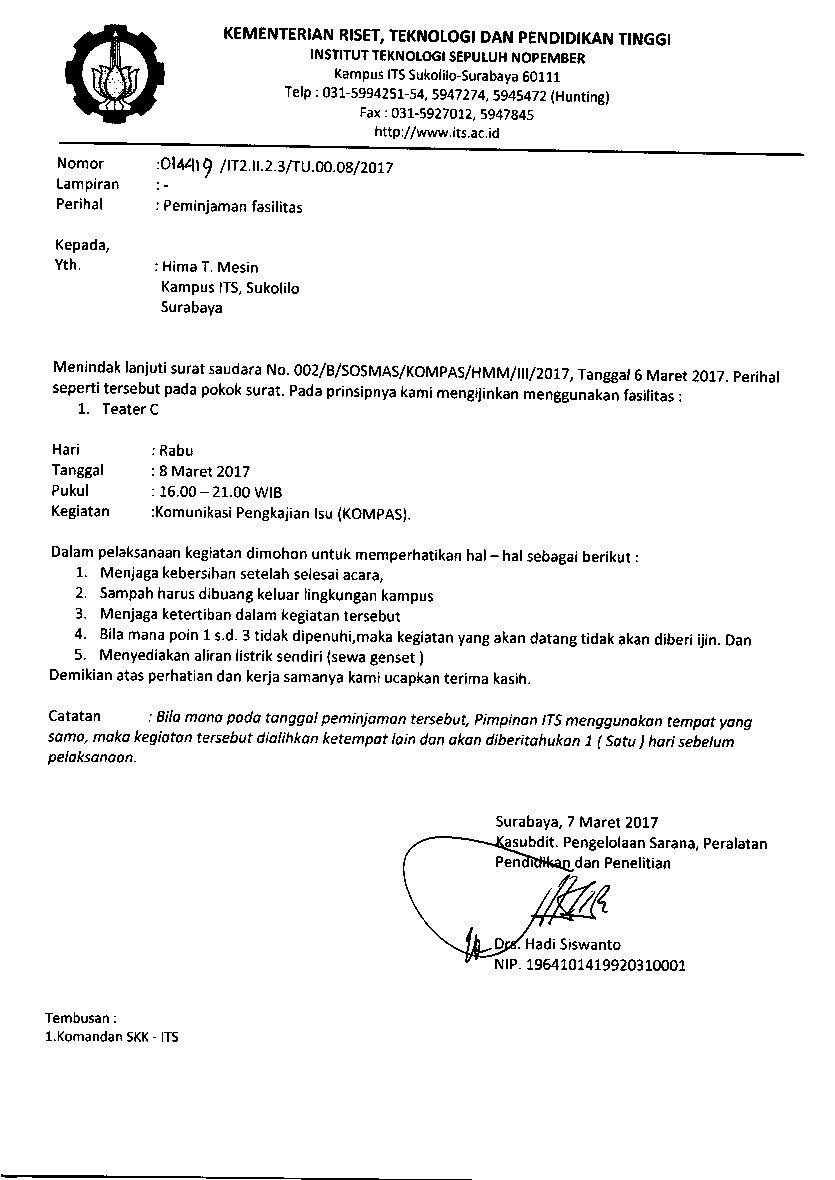 KEMENTERIAN RISET, TEKNOLOGI DAN PENDIDIKAN TINGGI
INSTITUT TEKNOLOGI SEPULUH NOPEMBER
Kampus ITS Sukolilo-Surabaya 60111
Telp : 031-5994251-54, 5947274, 5945472 (Hunting)
Fax : 031-5927012, 5947845
http://www.its.ac.id
Nomor :014419 /IT2.II.2.3/TU.00.08/2017
Lampiran : -
Perihal : Peminjaman fasilitas
Kepada,
Yth. : Hima T. Mesin
Kampus ITS, Sukolilo
Surabaya
Menindak lanjuti surat saudara No. 002/B/SOSMAS/KOMPAS/HMM/III/2017, Tanggal 6 Maret 2017. Perihal
seperti tersebut pada pokok surat. Pada prinsipnya kami mengijinkan menggunakan fasilitas :
1. Teater C
Hari : Rabu
Tanggal : 8 Maret 2017
Pukul : 16.00 – 21.00 WIB
Kegiatan :Komunikasi Pengkajian Isu (KOMPAS).
Dalam pelaksanaan kegiatan dimohon untuk memperhatikan hal – hal sebagai berikut :
1. Menjaga kebersihan setelah selesai acara,
2. Sampah harus dibuang keluar lingkungan kampus
3. Menjaga ketertiban dalam kegiatan tersebut
4. Bila mana poin 1 s.d. 3 tidak dipenuhi,maka kegiatan yang akan datang tidak akan diberi ijin. Dan
5. Menyediakan aliran listrik sendiri (sewa genset )
Demikian atas perhatian dan kerja samanya kami ucapkan terima kasih.
Catatan : Bila mana pada tanggal peminjaman tersebut, Pimpinan ITS menggunakan tempat yang
sama, maka kegiatan tersebut dialihkan ketempat lain dan akan diberitahukan 1 ( Satu ) hari sebelum
pelaksanaan.
Surabaya, 7 Maret 2017
Kasubdit. Pengelolaan Sarana, Peralatan
Pendidikan dan Penelitian
Drs. Hadi Siswanto
NIP. 1964101419920310001
Tembusan :
1.Komandan SKK - ITS